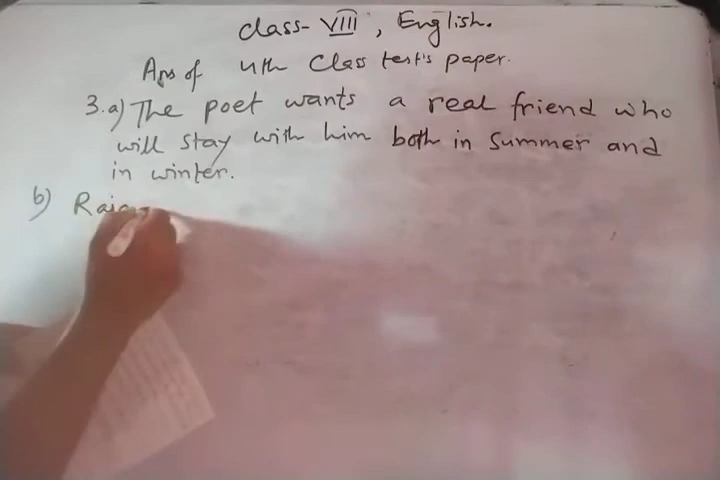 class- VIII, English.
Ans of 4th Class test's paper.
3.a) The poet wants a real friend who
will stay with him both in Summer and
in winter.
b)